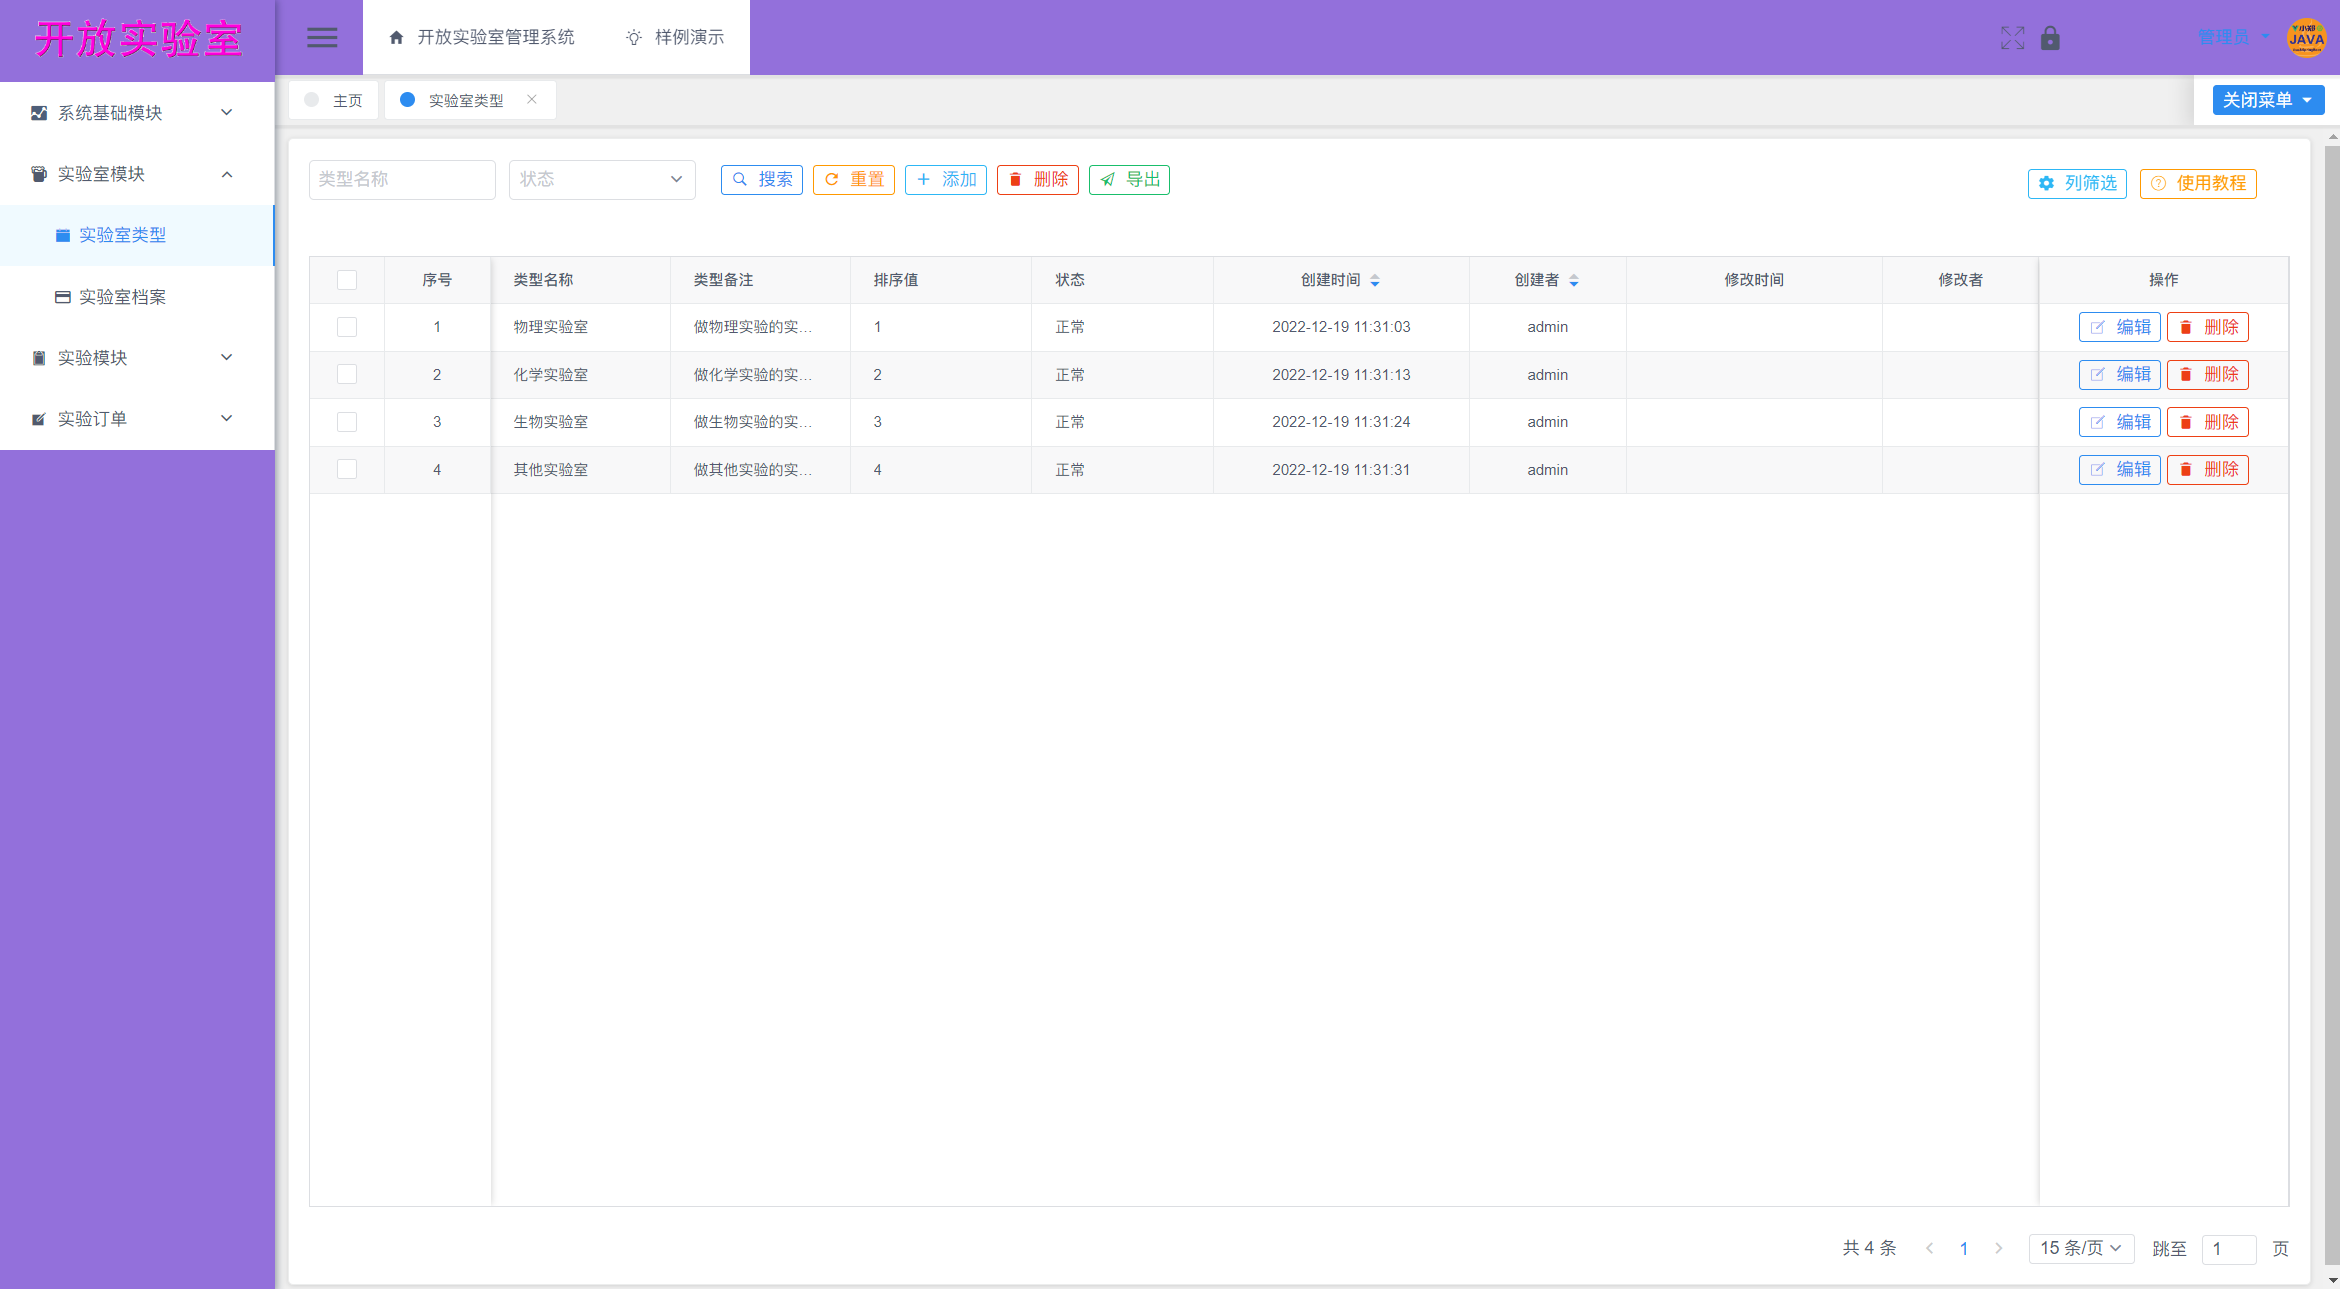 开放实验室
开放实验室管理系统 样例演示
管理员
小郑
JAVA
主页 实验室类型
关闭菜单
系统基础模块
实验室模块
实验室类型
实验室档案
实验模块
实验订单
类型名称 状态 搜索 重置 添加 删除 导出 列筛选 使用教程
序号 类型名称 类型备注 排序值 状态 创建时间 创建者 修改时间 修改者 操作
1 物理实验室 做物理实验的实... 1 正常 2022-12-19 11:31:03 admin 编辑 删除
2 化学实验室 做化学实验的实... 2 正常 2022-12-19 11:31:13 admin 编辑 删除
3 生物实验室 做生物实验的实... 3 正常 2022-12-19 11:31:24 admin 编辑 删除
4 其他实验室 做其他实验的实... 4 正常 2022-12-19 11:31:31 admin 编辑 删除
共 4 条 1 15 条/页 跳至 1 页